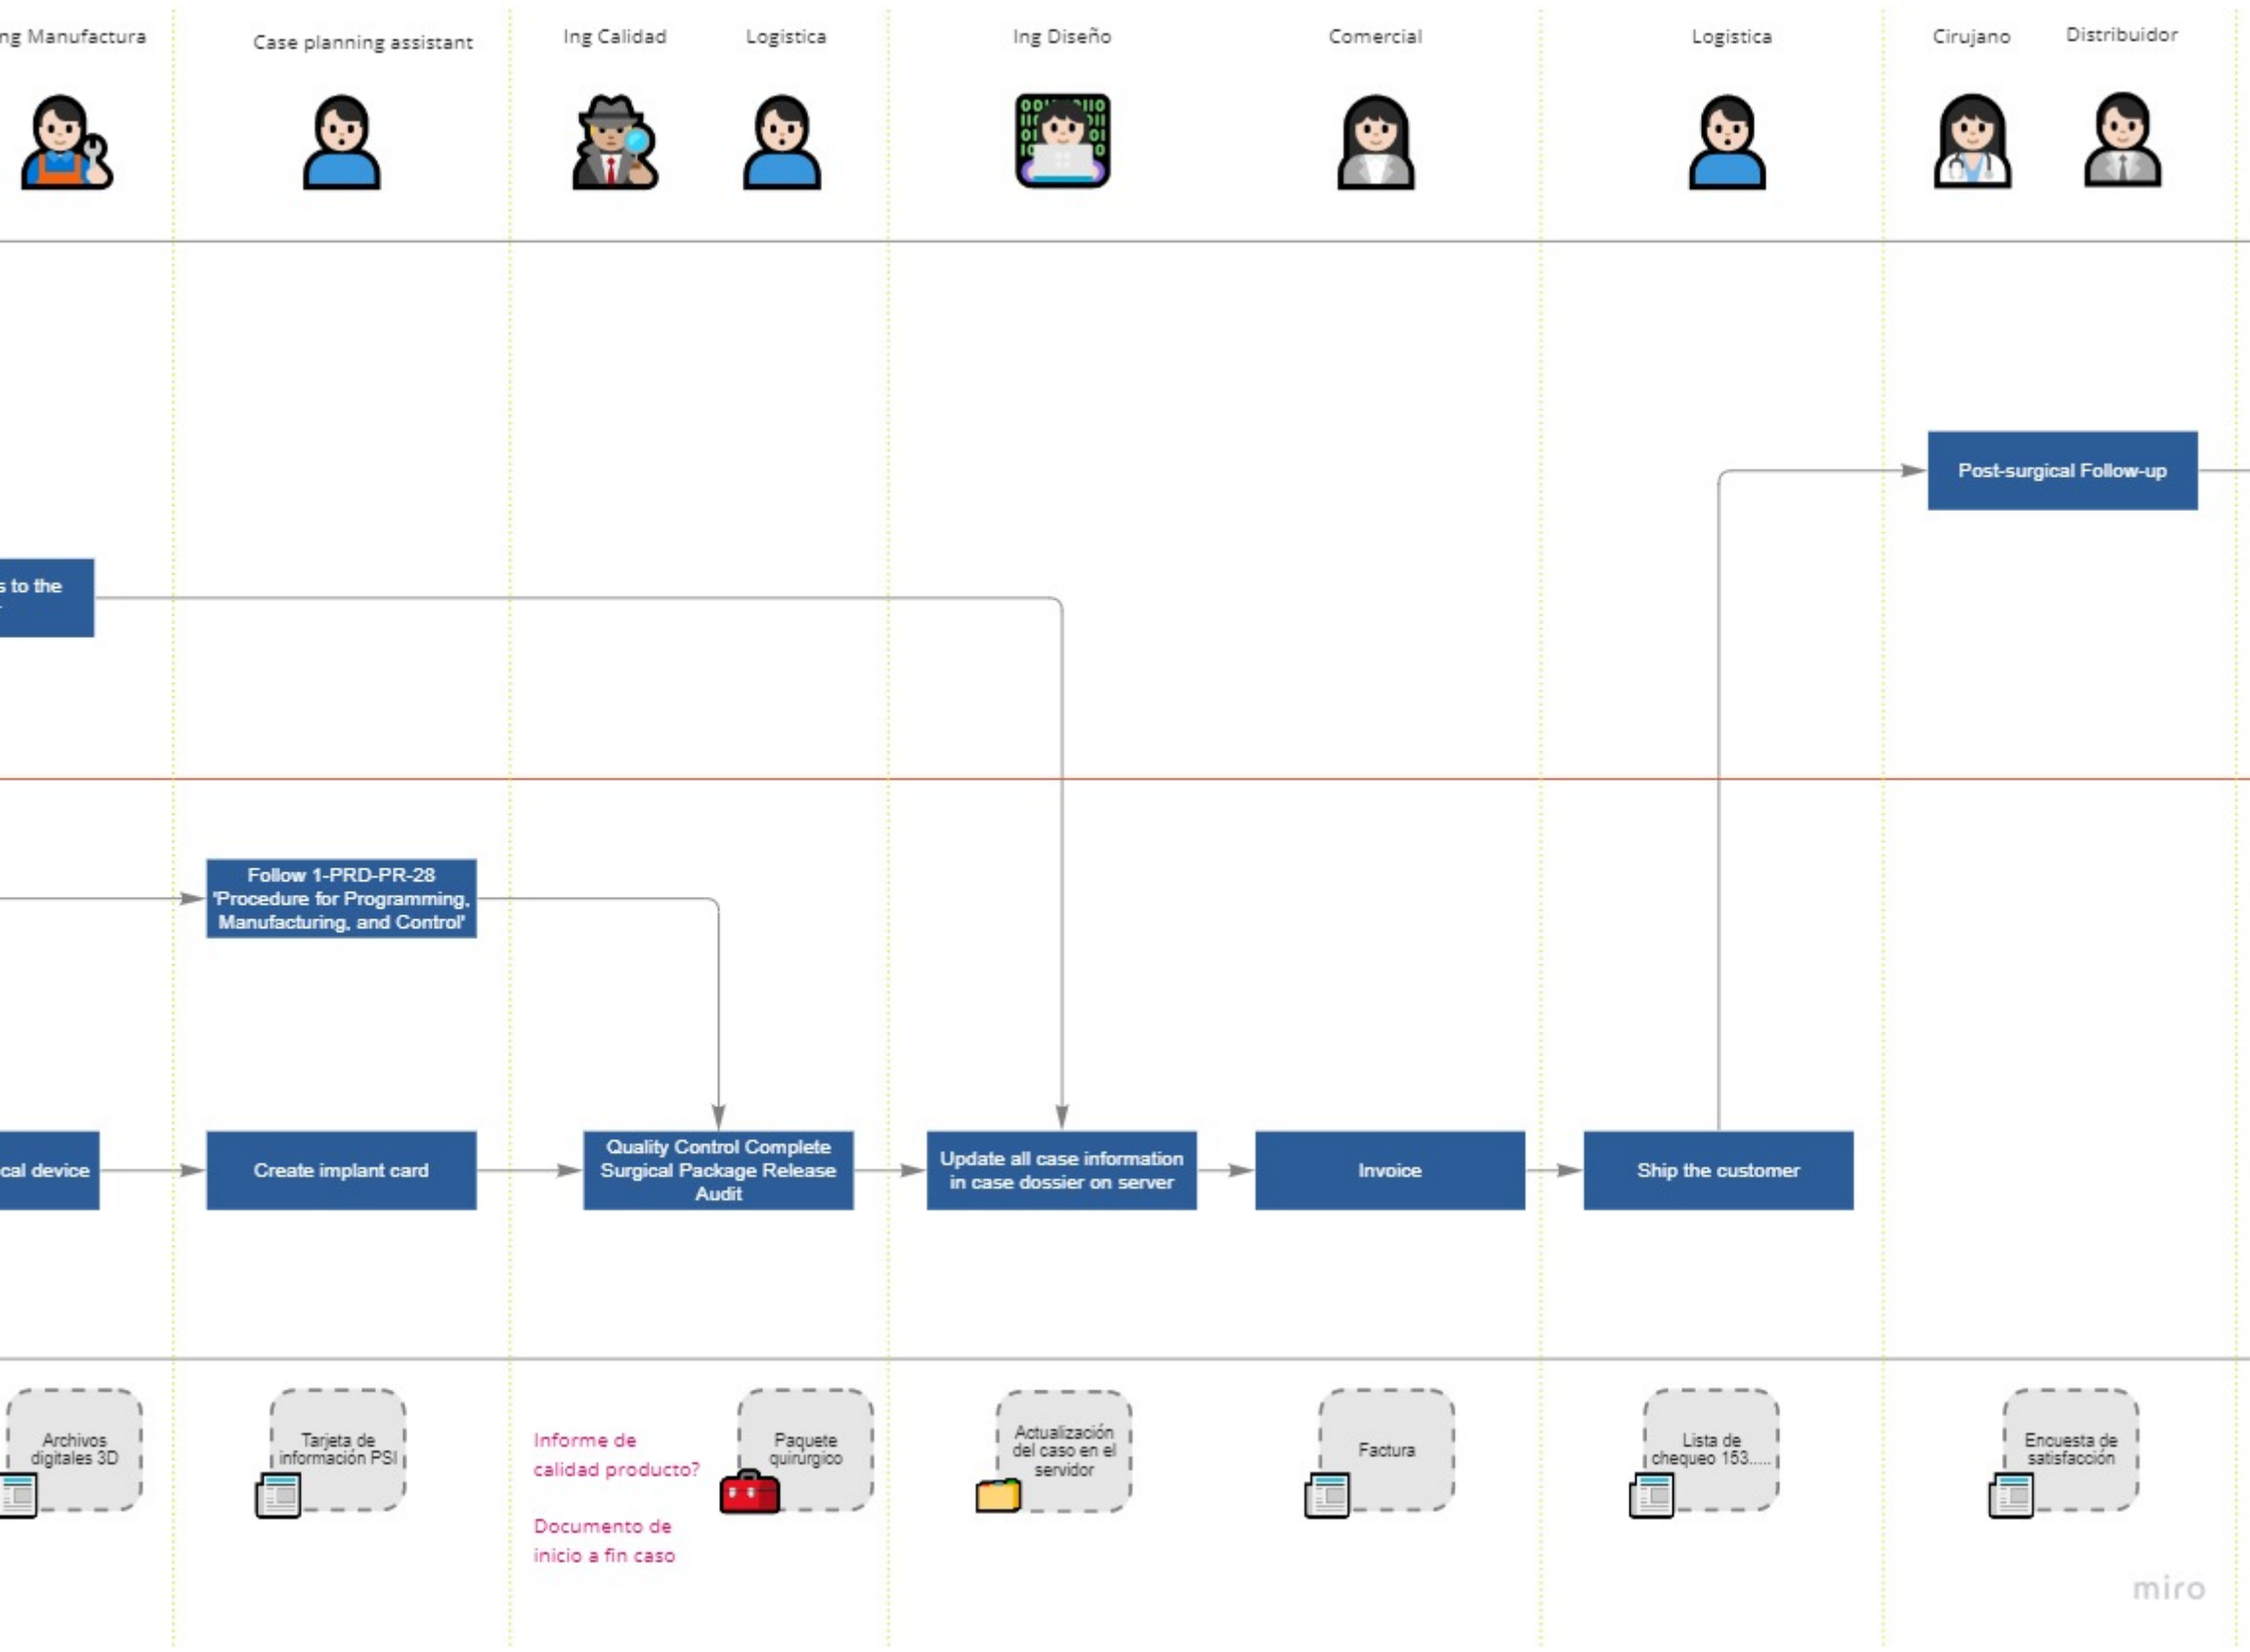 ng Manufactura
Case planning assistant
Ing Calidad
Logistica
Ing Diseño
Comercial
Logistica
Cirujano
Distribuidor
Post-surgical Follow-up
s to the
Follow 1-PRD-PR-28
'Procedure for Programming,
Manufacturing, and Control'
cal device
Create implant card
Quality Control Complete
Surgical Package Release
Audit
Update all case information
in case dossier on server
Invoice
Ship the customer
Archivos
digitales 3D
Tarjeta de
información PSI
Informe de
calidad producto?
Documento de
inicio a fin caso
Paquete
quirurgico
Actualización
del caso en el
servidor
Factura
Lista de
chequeo 153.....
Encuesta de
satisfacción
miro